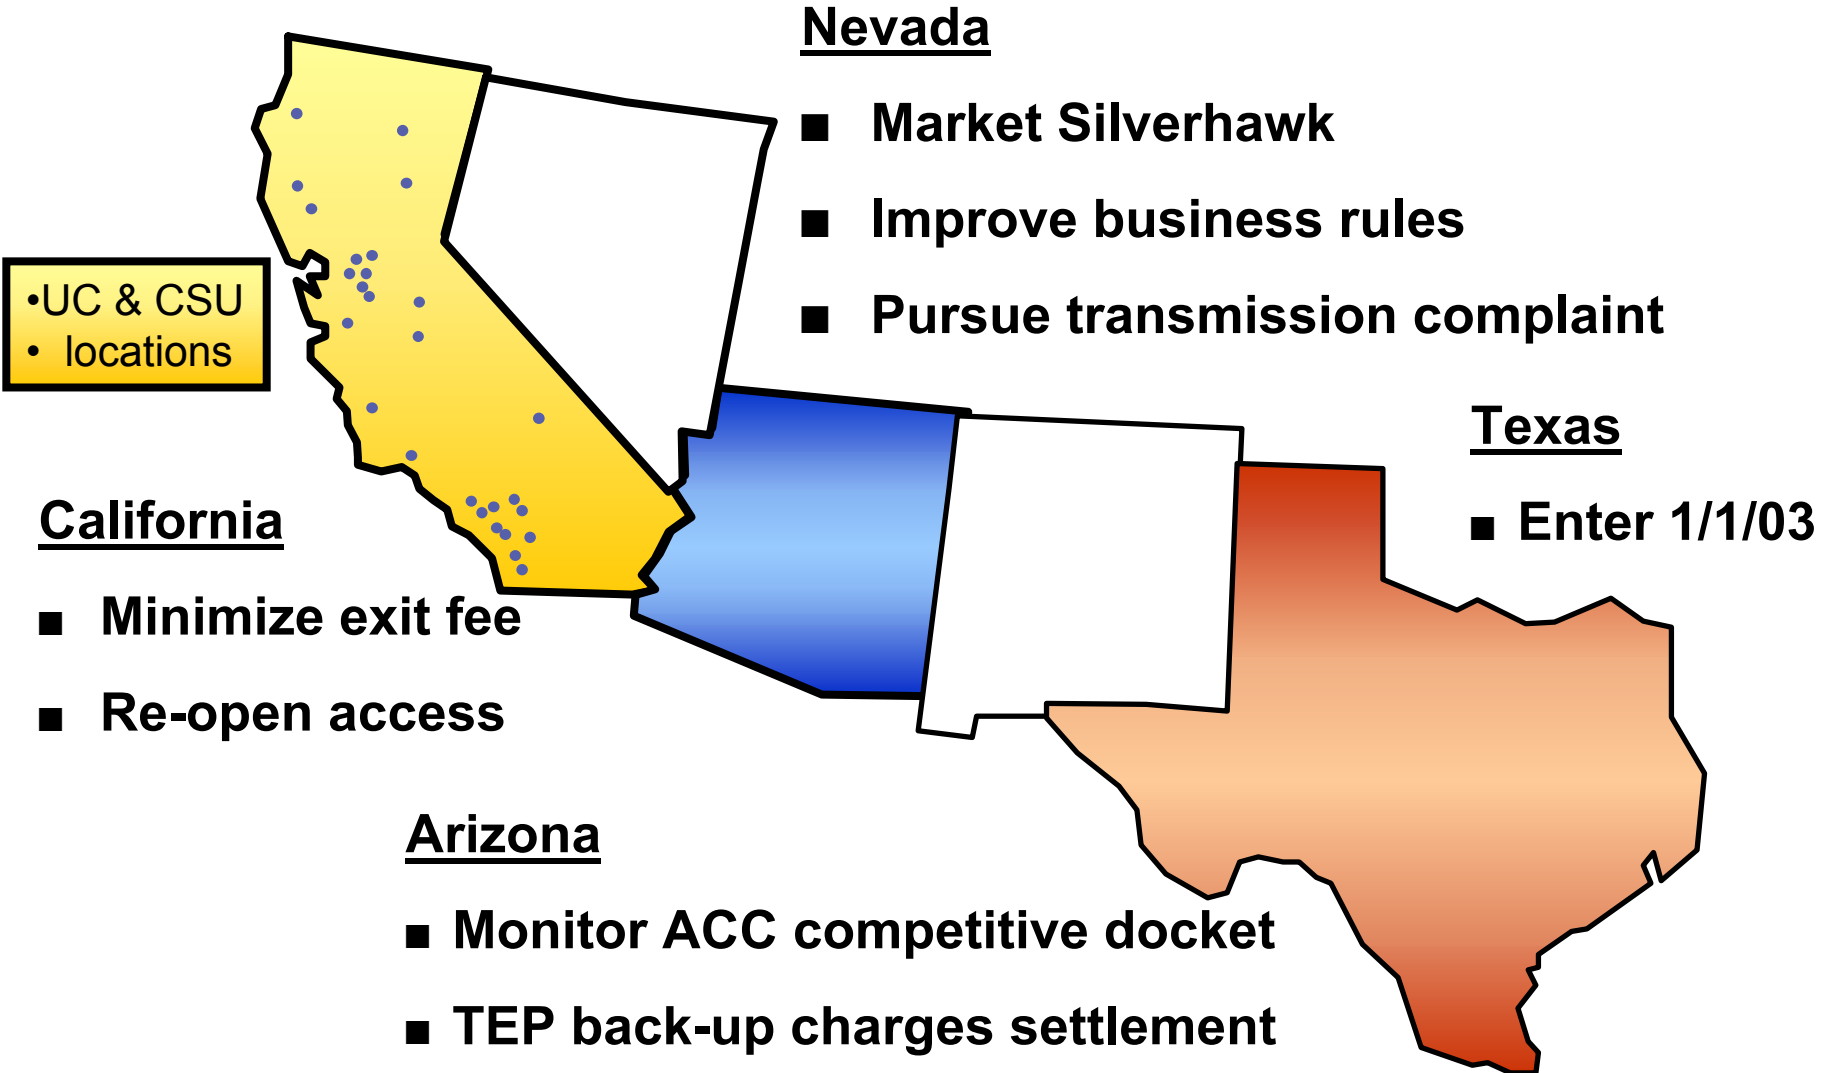 Nevada
■ Market Silverhawk
■ Improve business rules
■ Pursue transmission complaint
•UC & CSU
• locations
Texas
■ Enter 1/1/03
California
■ Minimize exit fee
■ Re-open access
Arizona
■ Monitor ACC competitive docket
■ TEP back-up charges settlement